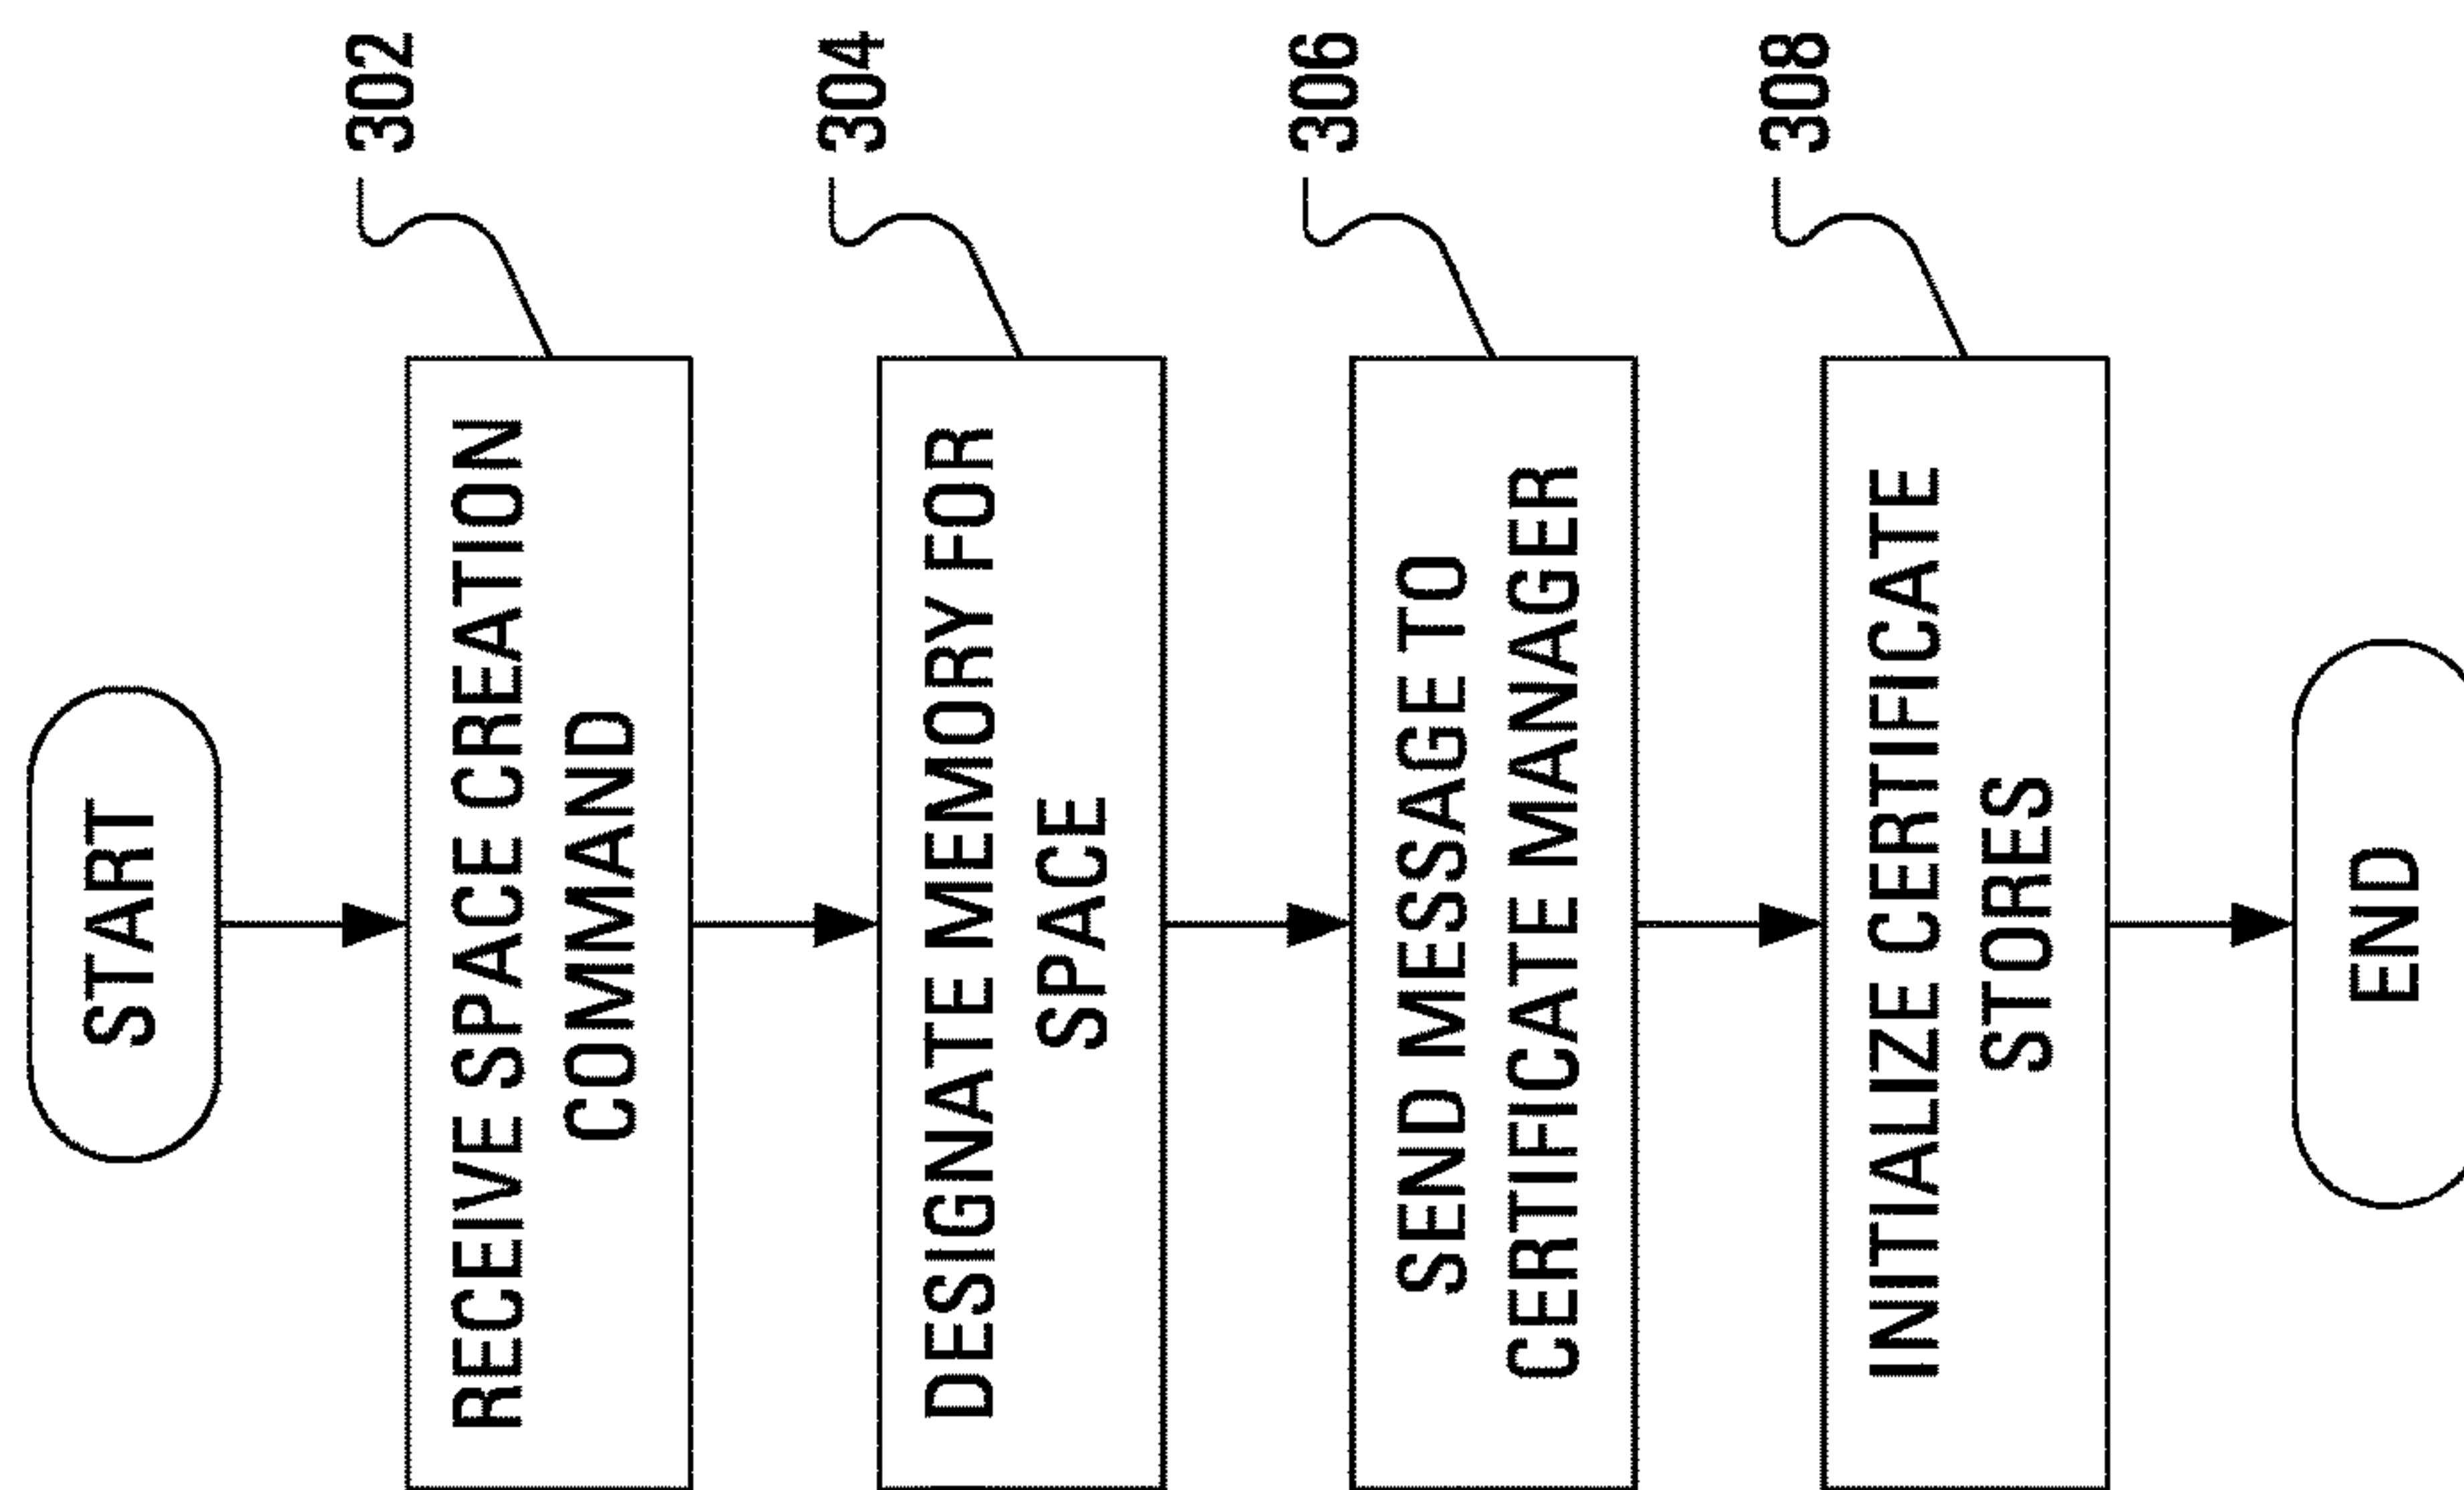 START
RECEIVE SPACE CREATION
COMMAND
302
DESIGNATE MEMORY FOR
SPACE
304
SEND MESSAGE TO
CERTIFICATE MANAGER
306
INITIALIZE CERTIFICATE
STORES
308
END